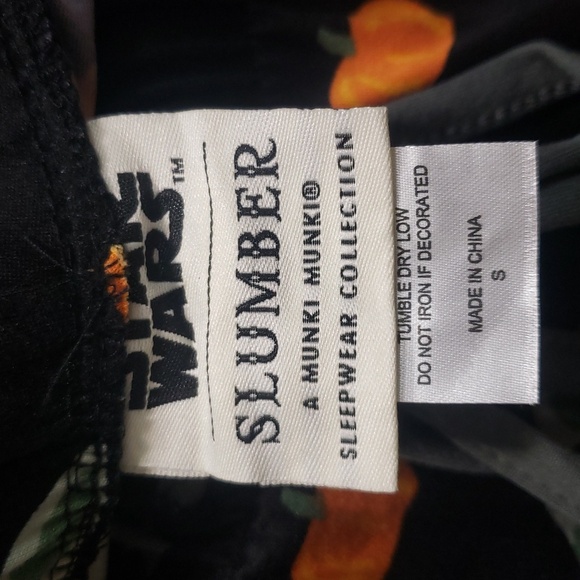 STAR
WARS™
SLUMBER
A MUNKI MUNKI®
SLEEPWEAR COLLECTION
TUMBLE DRY LOW
DO NOT IRON IF DECORATED
MADE IN CHINA
S